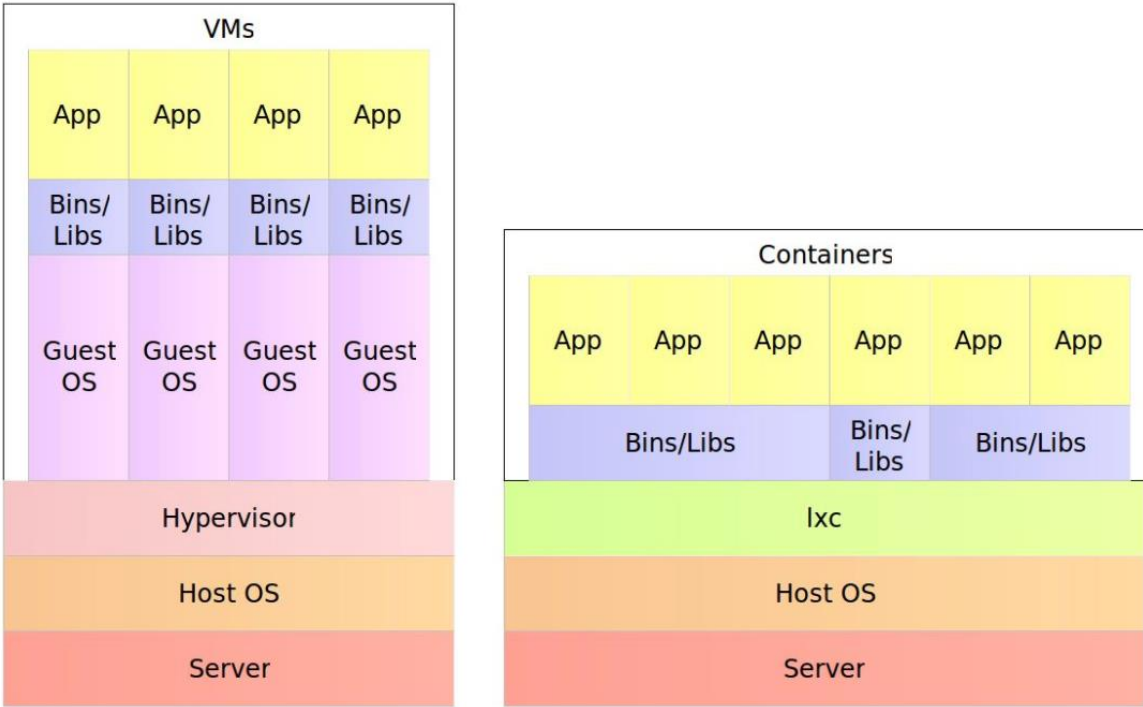 VMs
App App App App
Bins/ Bins/ Bins/ Bins/
Libs Libs Libs Libs
Guest Guest Guest Guest
OS OS OS OS
Hypervisor
Host OS
Server
Containers
App App App App App App
Bins/Libs Bins/ Bins/Libs
Libs
lxc
Host OS
Server